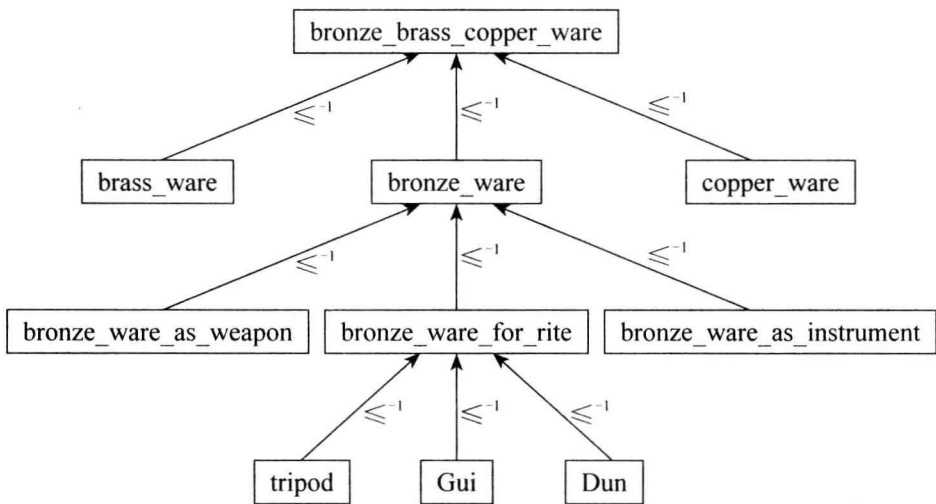 bronze_brass_copper_ware
≤⁻¹ ≤⁻¹ ≤⁻¹
brass_ware bronze_ware copper_ware
≤⁻¹ ≤⁻¹ ≤⁻¹
bronze_ware_as_weapon bronze_ware_for_rite bronze_ware_as_instrument
≤⁻¹ ≤⁻¹ ≤⁻¹
tripod Gui Dun